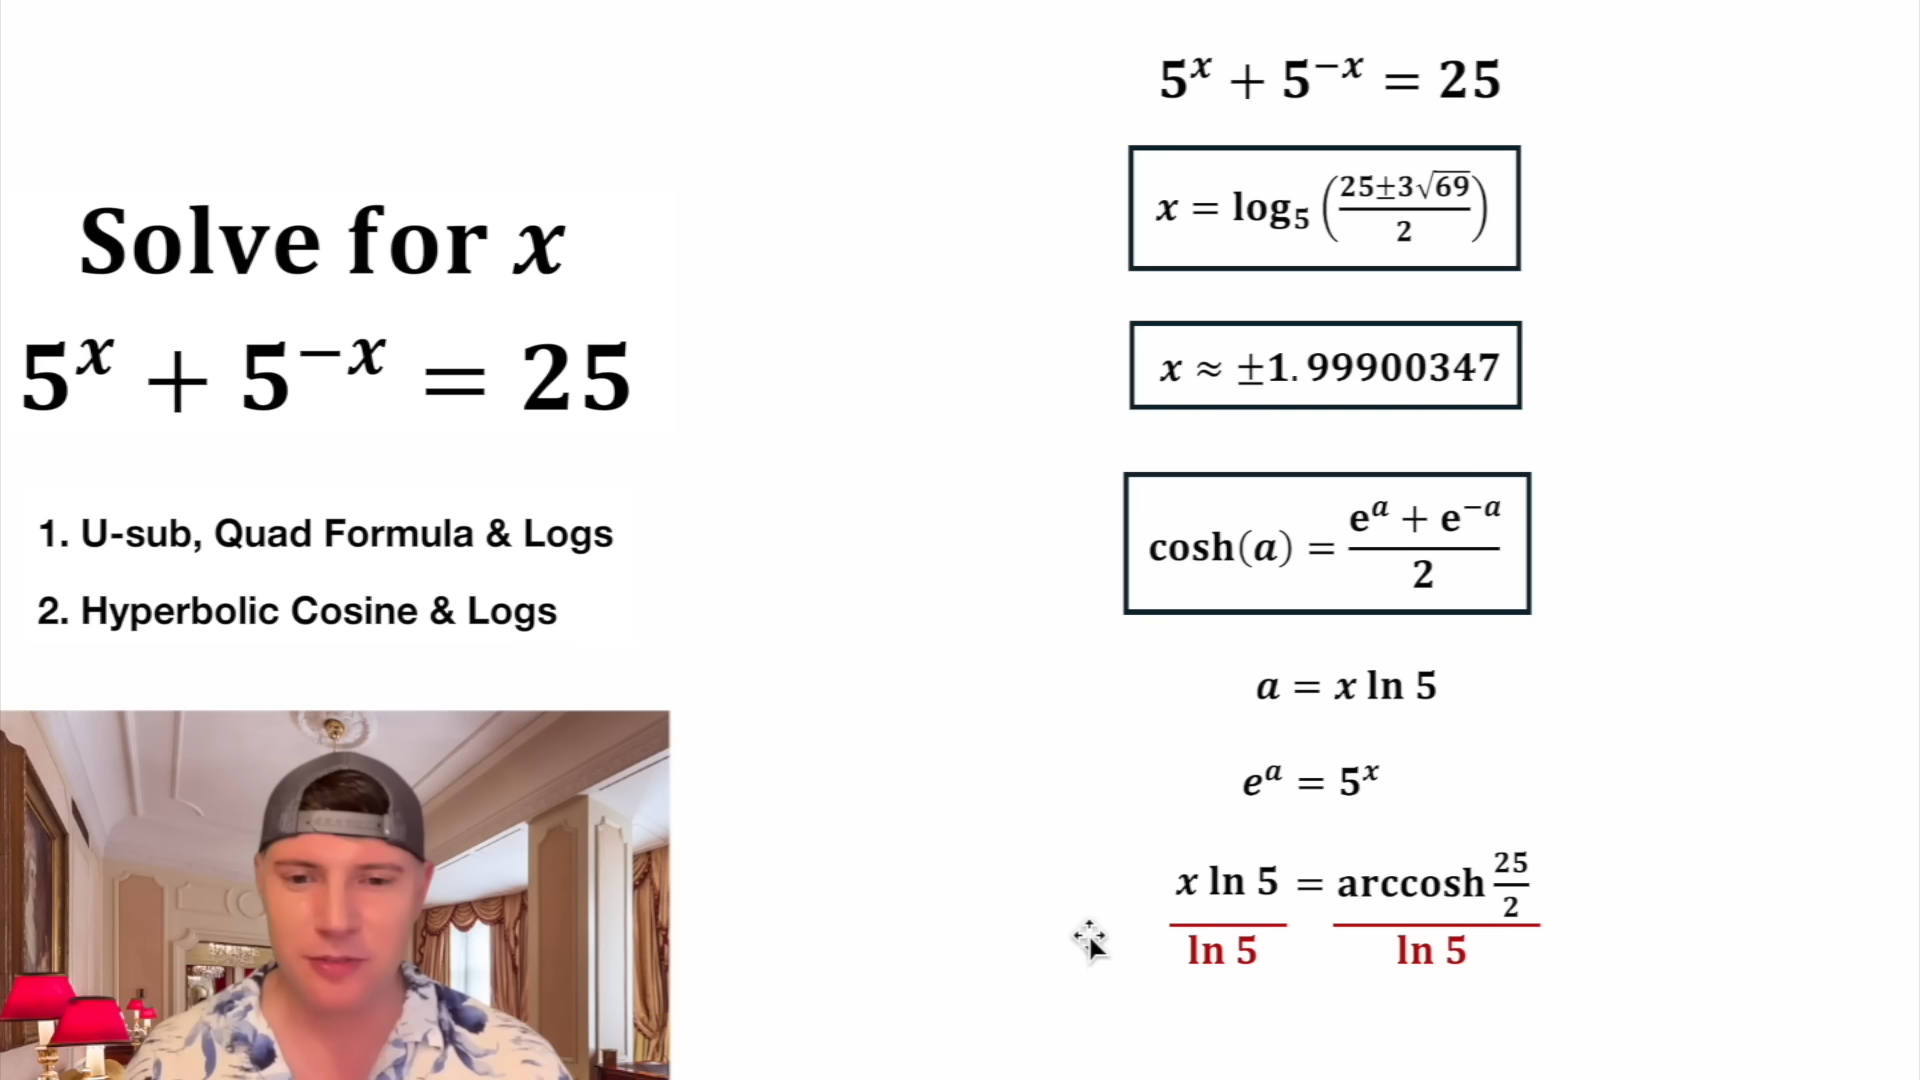 Solve for x
5^x + 5^{-x} = 25
1. U-sub, Quad Formula & Logs
2. Hyperbolic Cosine & Logs
5^x + 5^{-x} = 25
x = log_5 ((25±3√69)/2)
x ≈ ±1.99900347
cosh(a) = (e^a + e^{-a})/2
a = x ln 5
e^a = 5^x
x ln 5 = arccosh 25/2
ln 5 ln 5